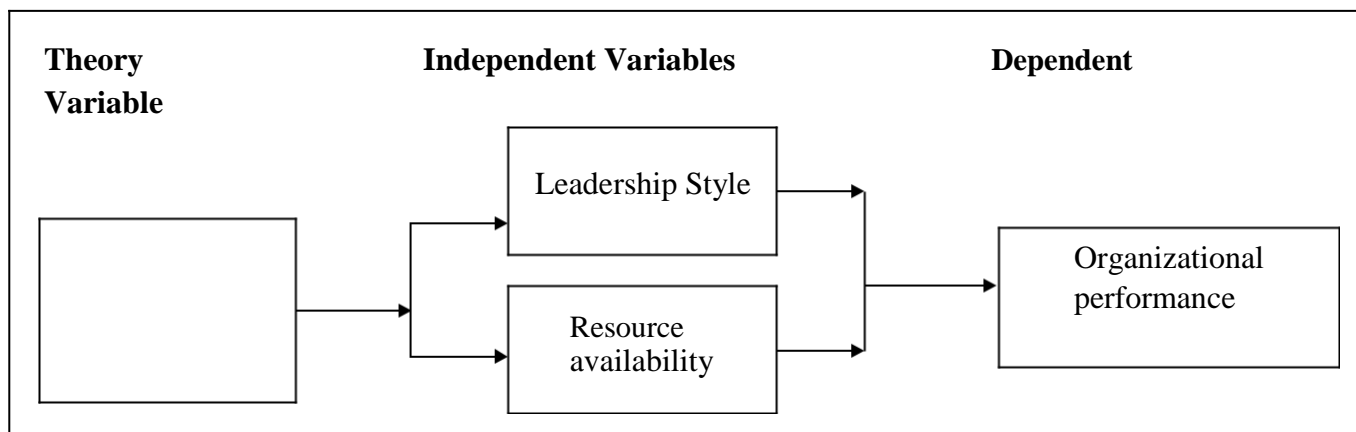 Theory Independent Variables Dependent
Variable
Leadership Style
Resource
availability
Organizational
performance